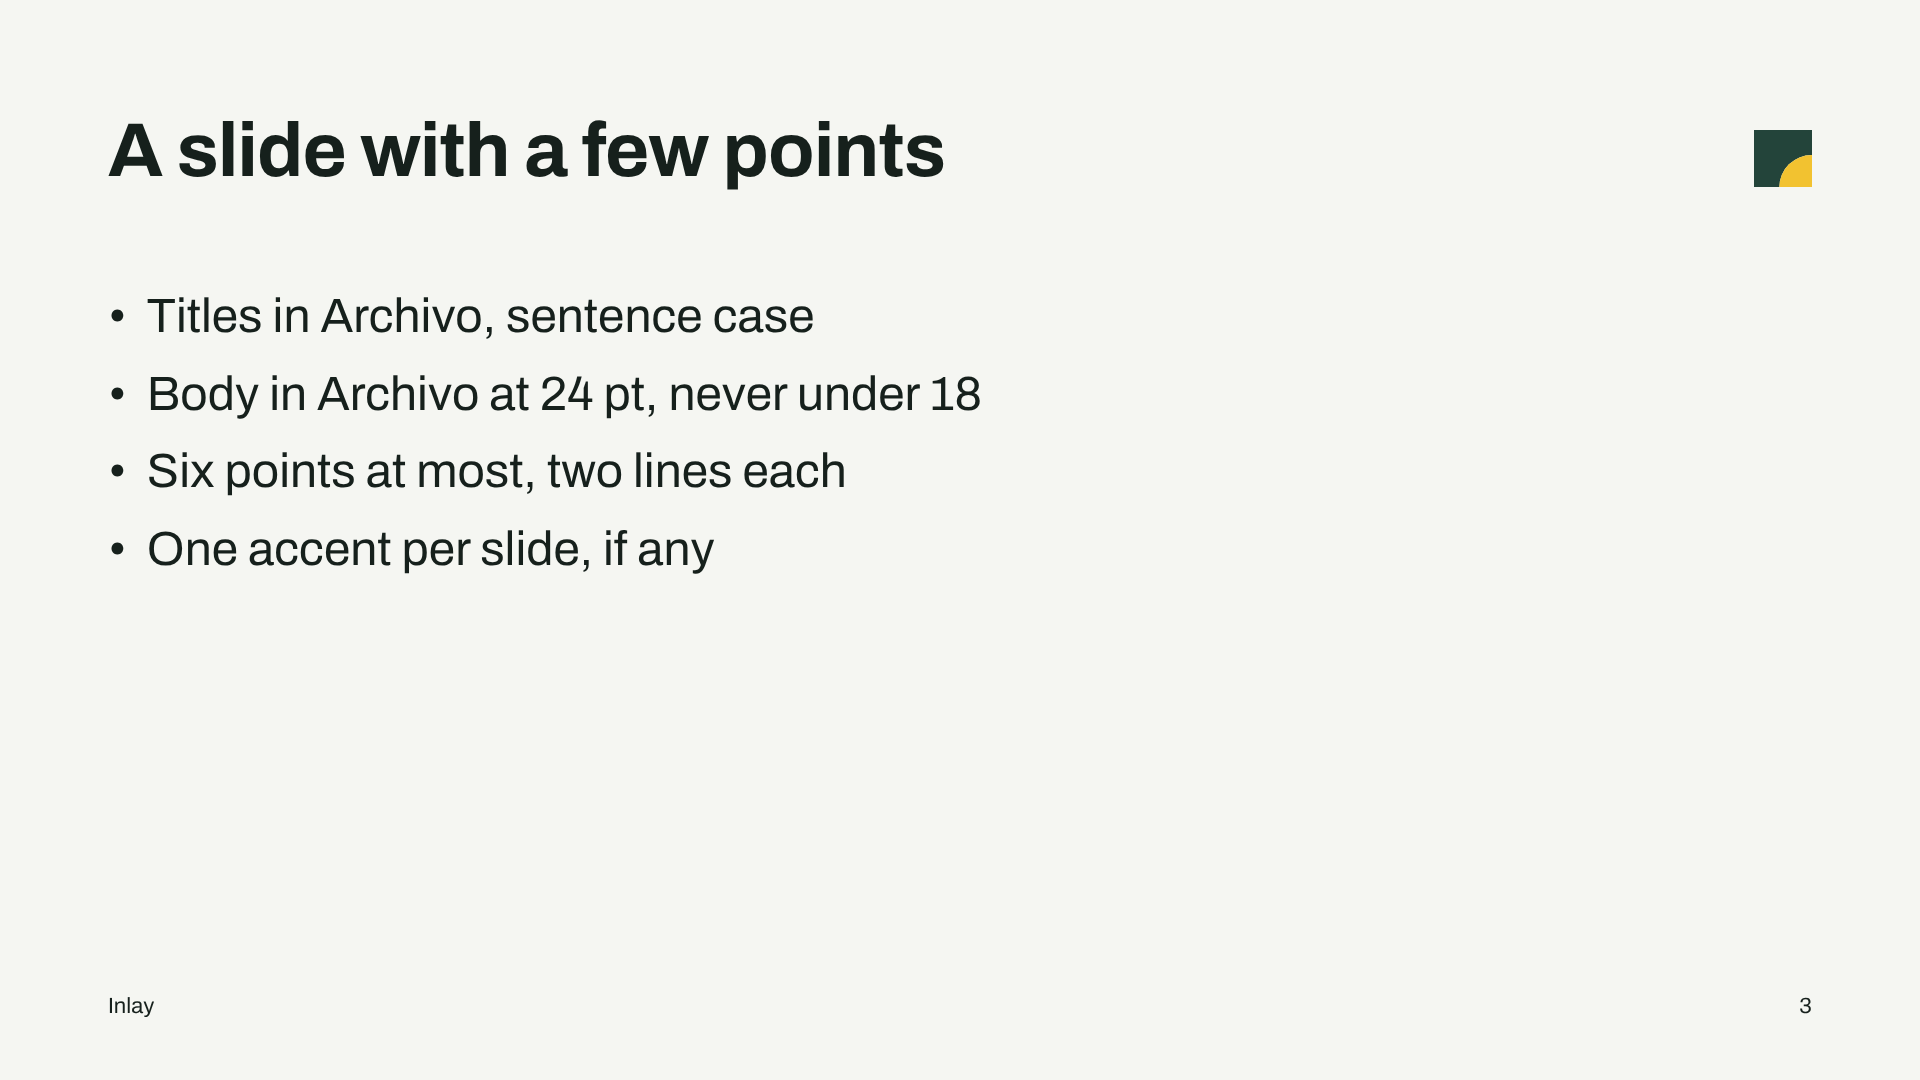 A slide with a few points
• Titles in Archivo, sentence case
• Body in Archivo at 24 pt, never under 18
• Six points at most, two lines each
• One accent per slide, if any
Inlay
3